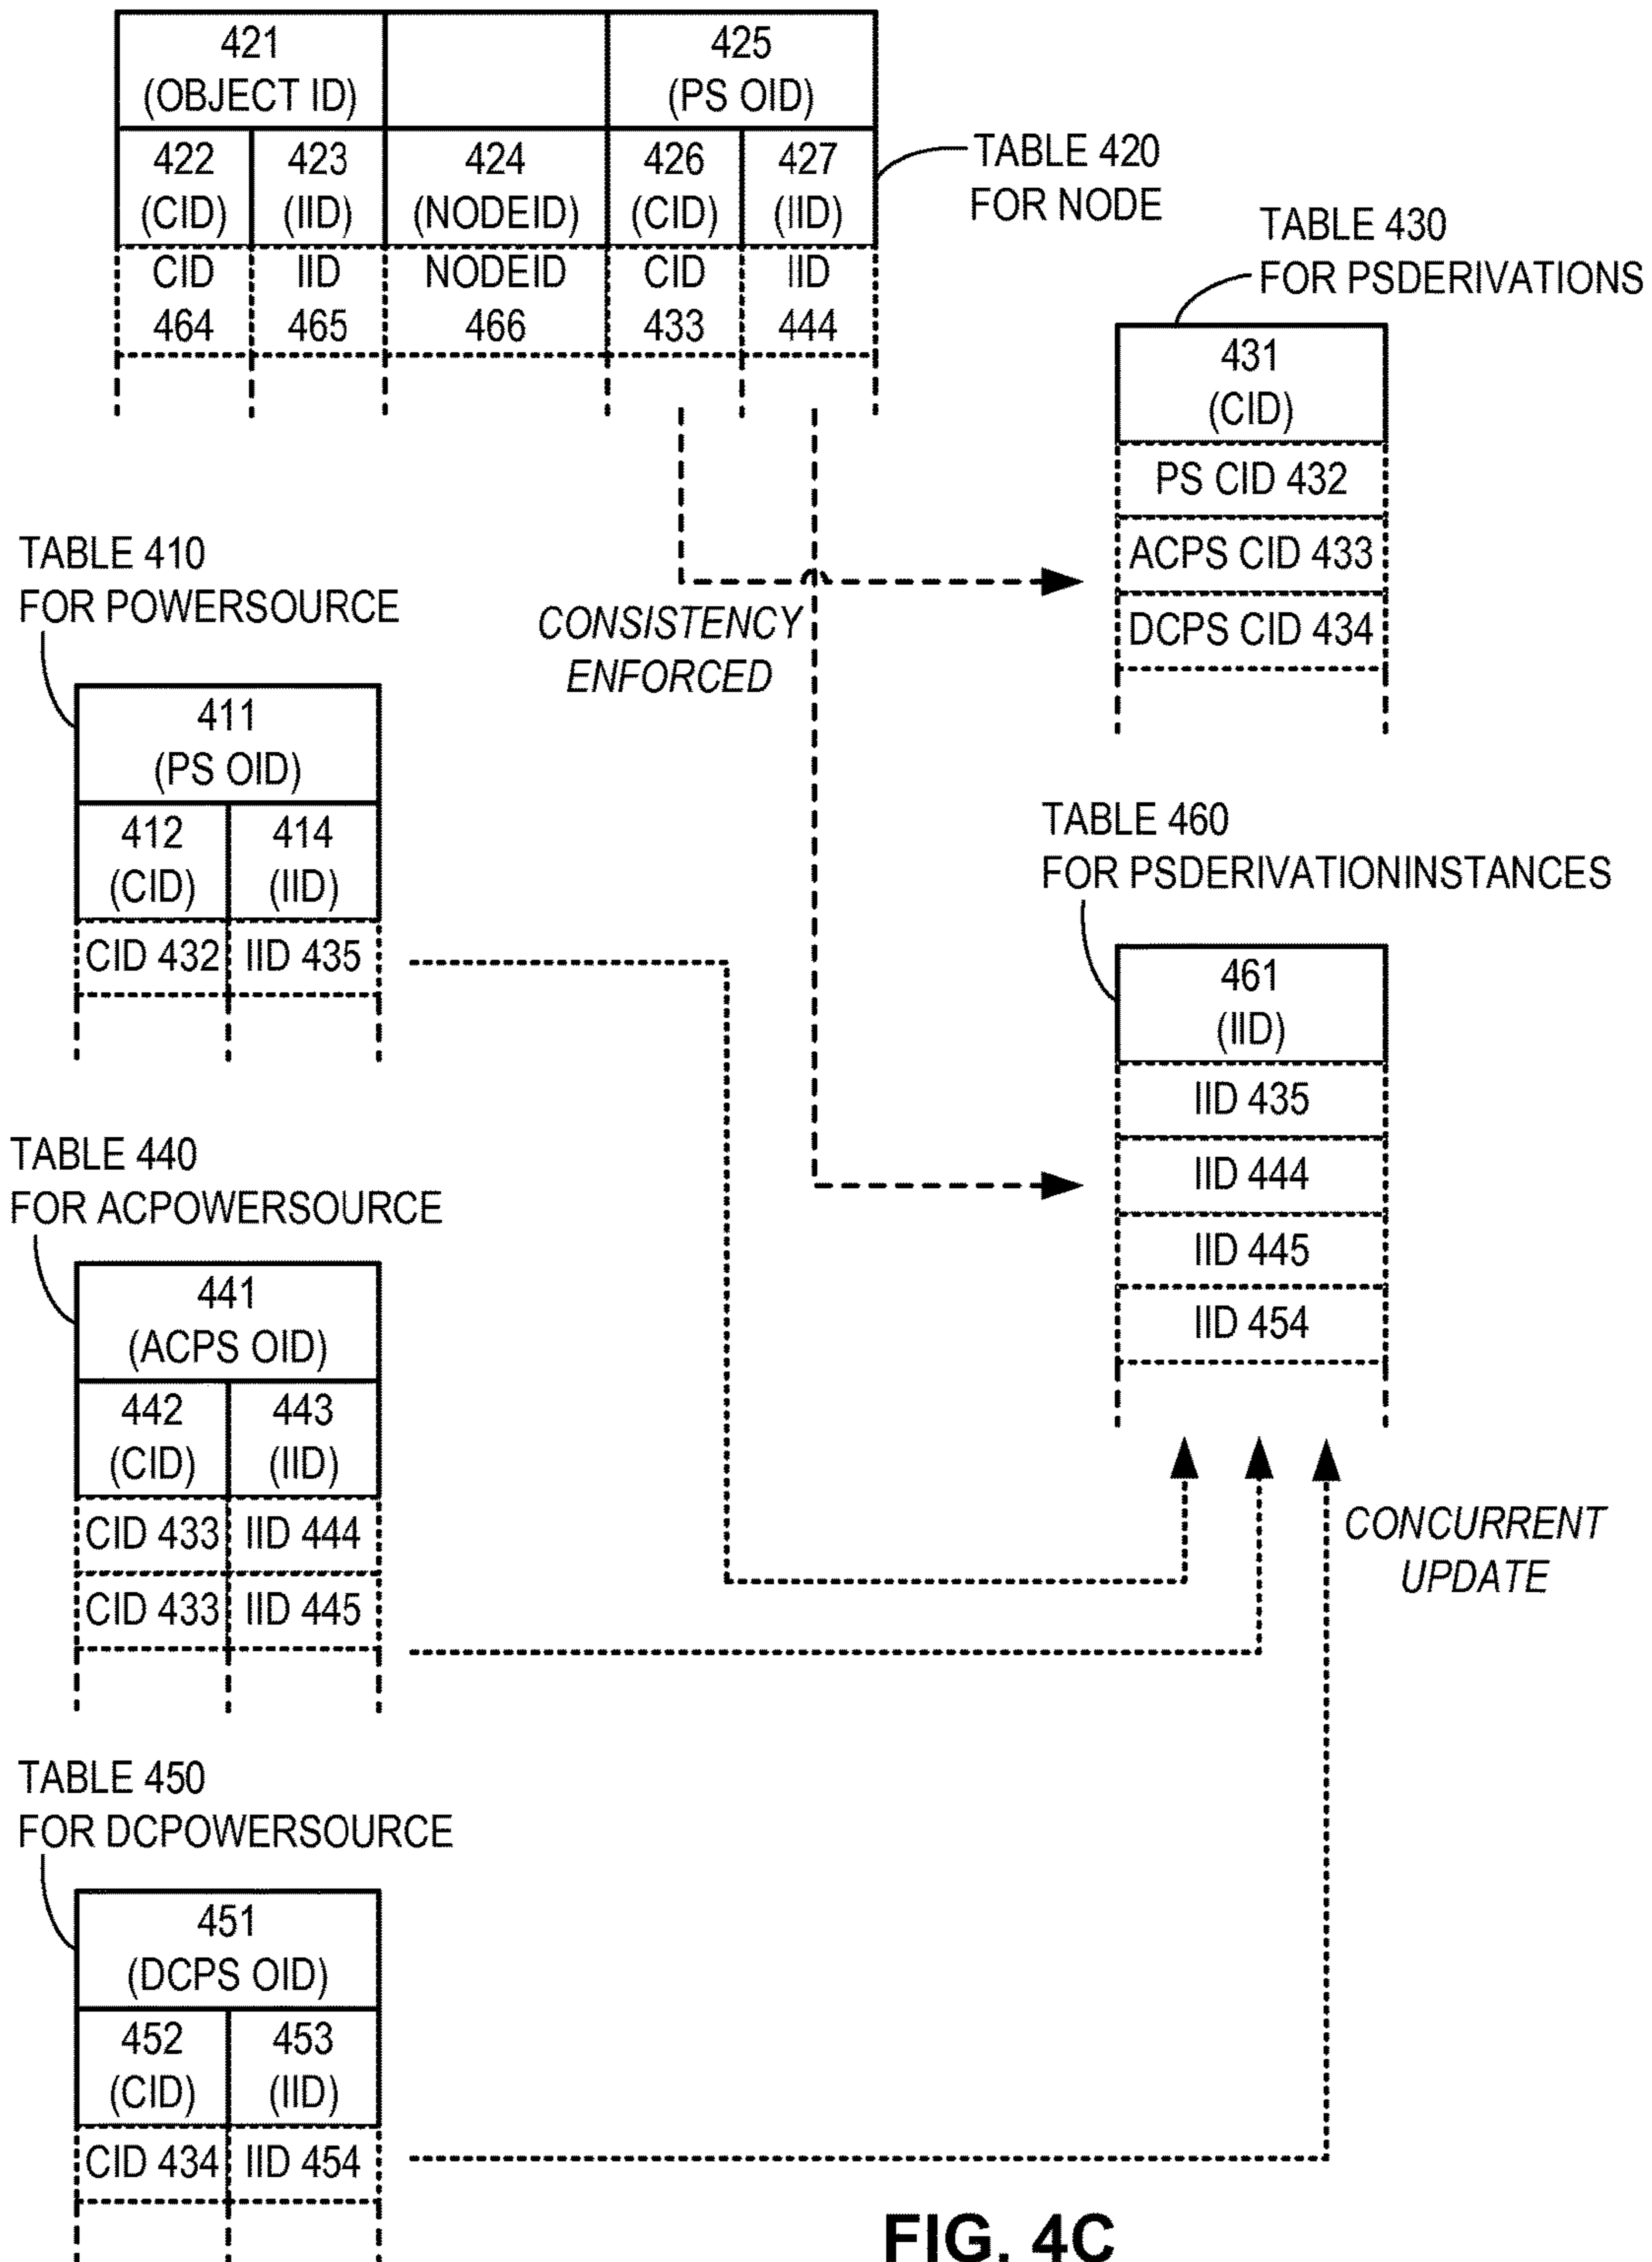 421
(OBJECT ID)
425
(PS OID)
422
(CID)
423
(IID)
424
(NODEID)
426
(CID)
427
(IID)
CID
464
IID
465
NODEID
466
CID
433
IID
444
TABLE 420
FOR NODE
TABLE 430
FOR PSDERIVATIONS
431
(CID)
PS CID 432
ACPS CID 433
DCPS CID 434
CONSISTENCY
ENFORCED
TABLE 410
FOR POWERSOURCE
411
(PS OID)
412
(CID)
414
(IID)
CID 432
IID 435
TABLE 460
FOR PSDERIVATIONINSTANCES
461
(IID)
IID 435
IID 444
IID 445
IID 454
TABLE 440
FOR ACPOWERSOURCE
441
(ACPS OID)
442
(CID)
443
(IID)
CID 433
IID 444
CID 433
IID 445
CONCURRENT
UPDATE
TABLE 450
FOR DCPOWERSOURCE
451
(DCPS OID)
452
(CID)
453
(IID)
CID 434
IID 454
FIG. 4C